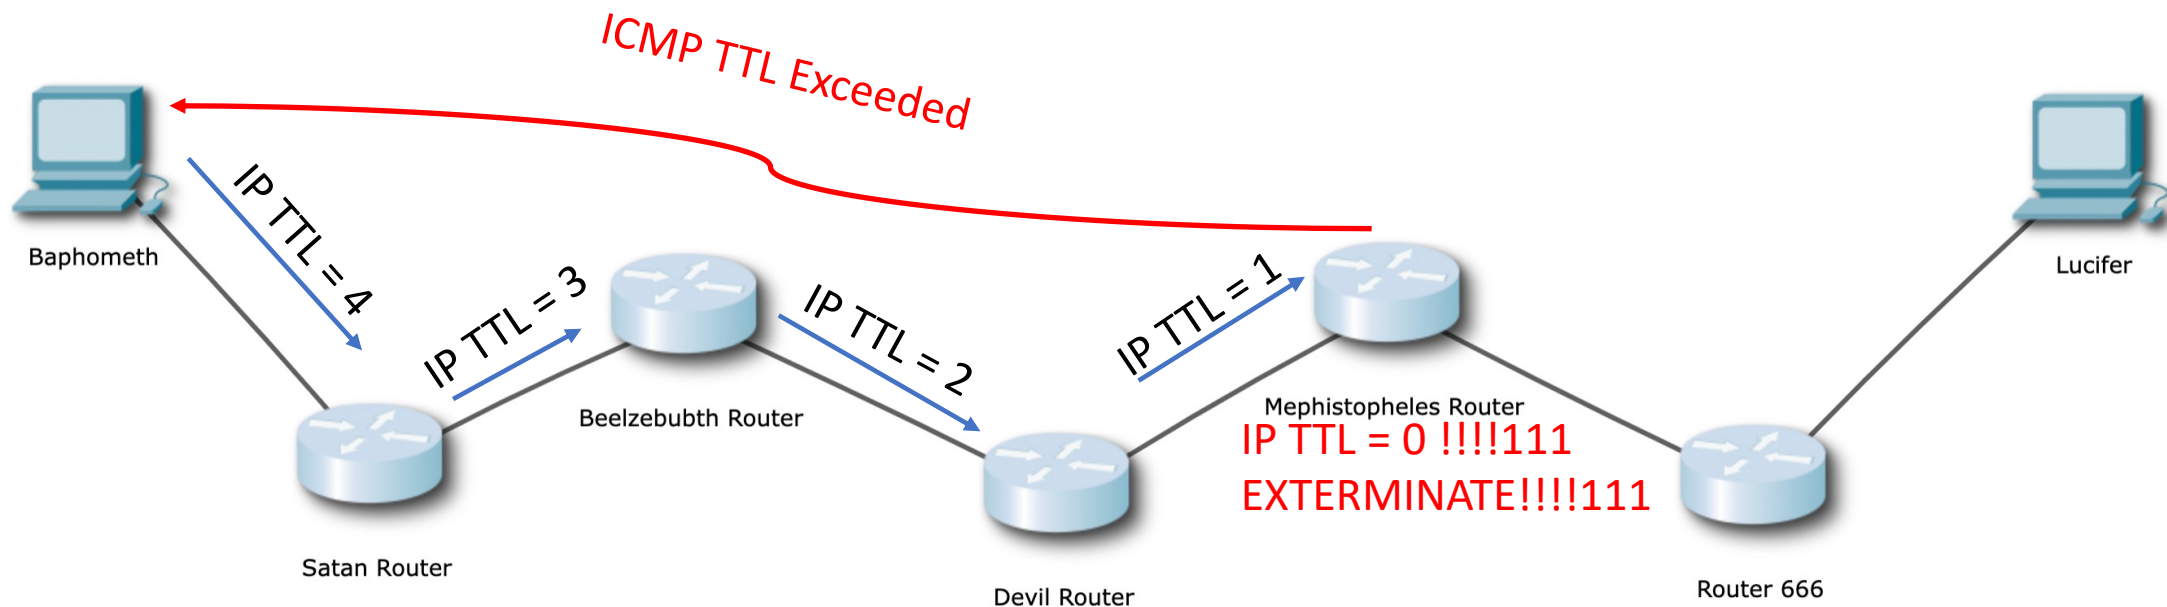 ICMP TTL Exceeded
Baphometh
IP TTL = 4
Satan Router
IP TTL = 3
Beelzebubth Router
IP TTL = 2
Devil Router
IP TTL = 1
Mephistopheles Router
IP TTL = 0 !!!!111
EXTERMINATE!!!!111
Router 666
Lucifer